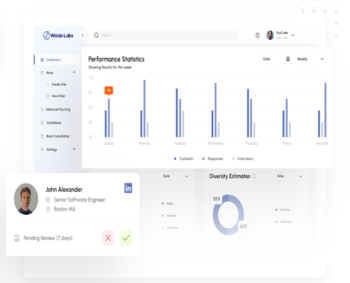 Waldo Labs
Search
Dashboard
Roles
Create Role
View Roles
Advanced Sourcing
Candidates
Book Consultation
Settings
Performance Statistics
Showing Results for this week
Date
Weekly
Sunday
Monday
Tuesday
Wednesday
Thursday
Friday
Saturday
Outreach
Responses
Interviews
John Alexander
in
Senior Software Engineer
Boston MA
Pending Review (7 days)
Role
Diversity Estimates
Role